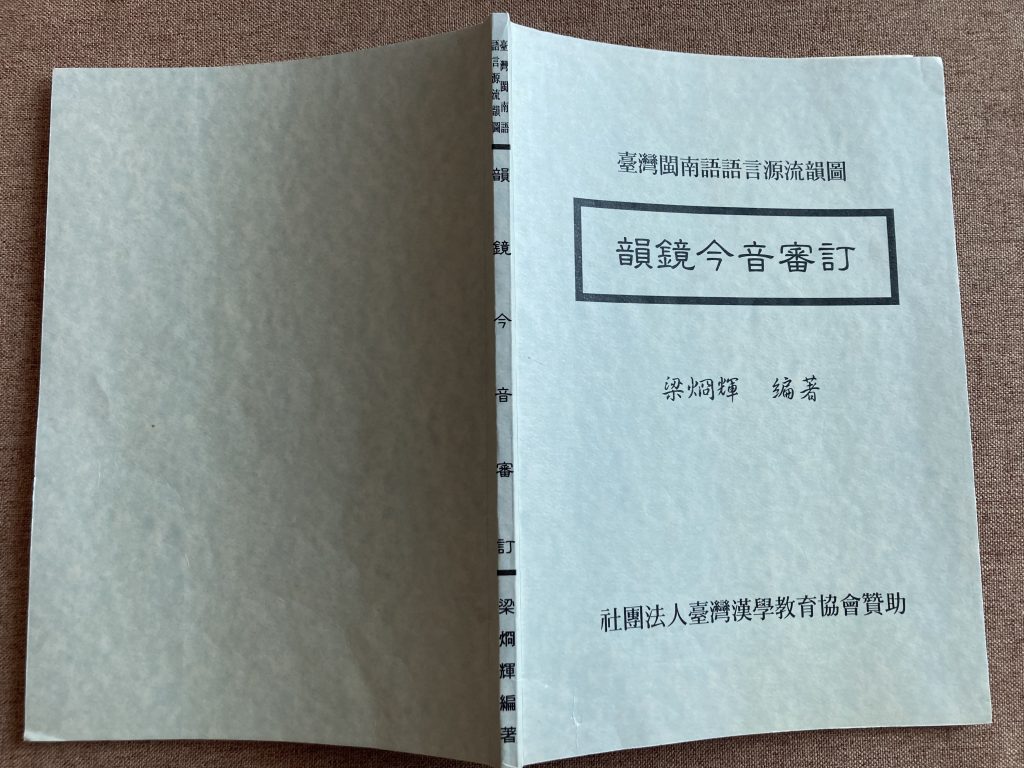 臺灣閩南語語言源流韻圖
韻鏡今音審訂
梁烱輝 編著
社團法人臺灣漢學教育協會贊助
臺灣閩南語
語言源流韻圖
韻鏡今音審訂
梁烱輝編著